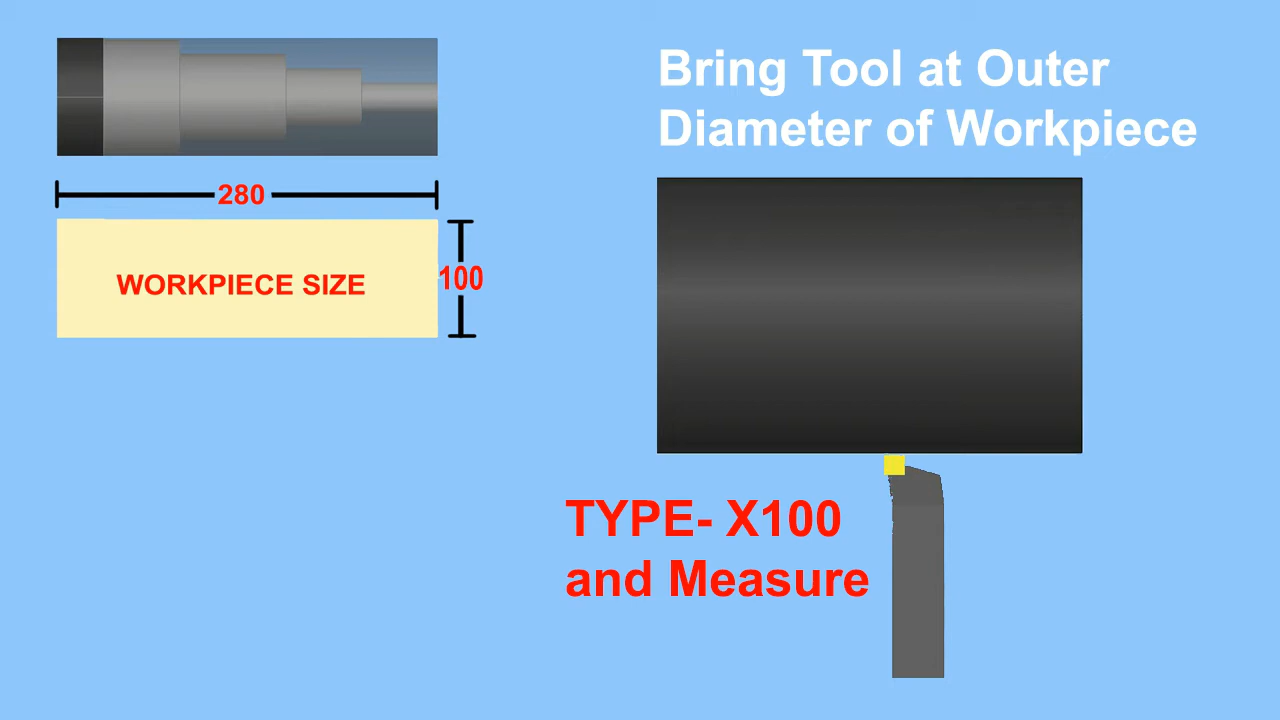 Bring Tool at Outer
Diameter of Workpiece
280
WORKPIECE SIZE
100
TYPE- X100
and Measure